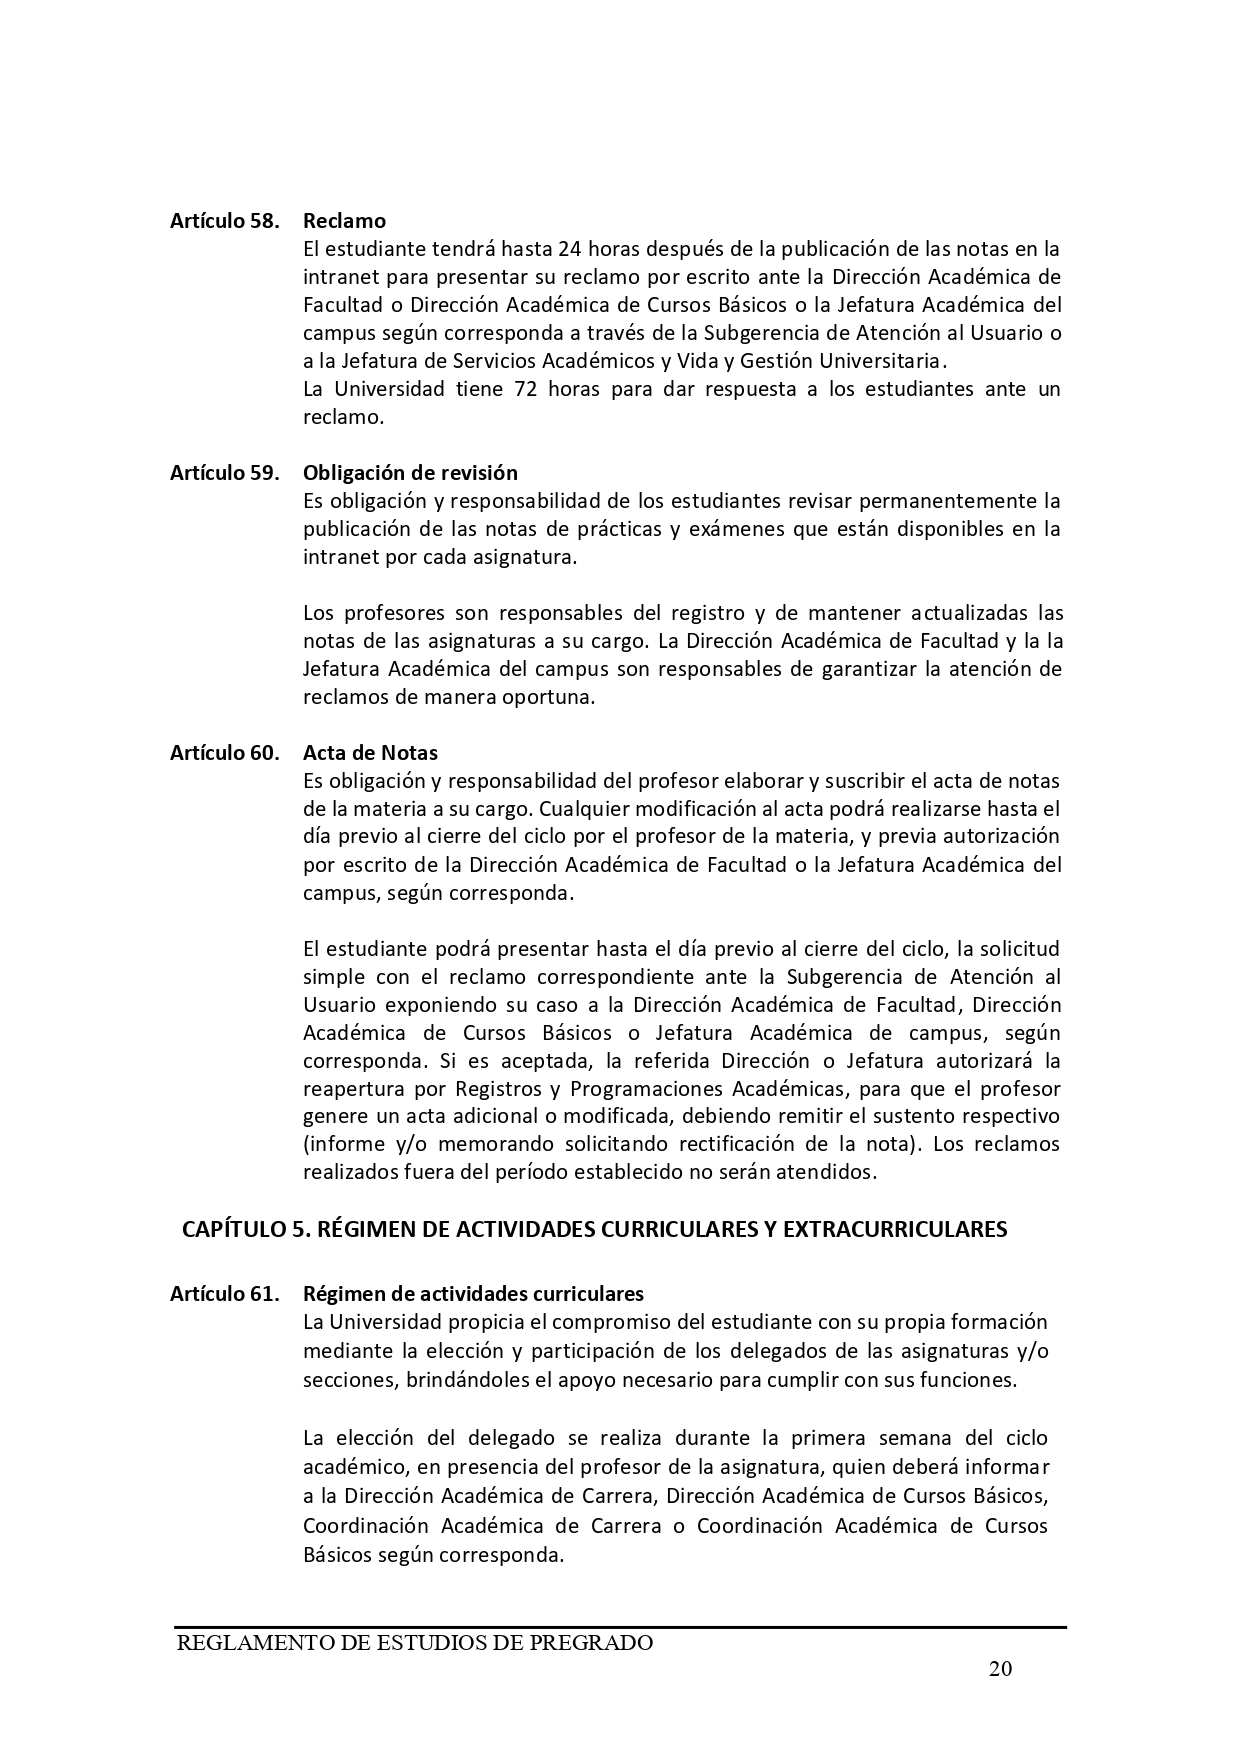 Artículo 58. Reclamo
El estudiante tendrá hasta 24 horas después de la publicación de las notas en la
intranet para presentar su reclamo por escrito ante la Dirección Académica de
Facultad o Dirección Académica de Cursos Básicos o la Jefatura Académica del
campus según corresponda a través de la Subgerencia de Atención al Usuario o
a la Jefatura de Servicios Académicos y Vida y Gestión Universitaria.
La Universidad tiene 72 horas para dar respuesta a los estudiantes ante un
reclamo.
Artículo 59. Obligación de revisión
Es obligación y responsabilidad de los estudiantes revisar permanentemente la
publicación de las notas de prácticas y exámenes que están disponibles en la
intranet por cada asignatura.
Los profesores son responsables del registro y de mantener actualizadas las
notas de las asignaturas a su cargo. La Dirección Académica de Facultad y la la
Jefatura Académica del campus son responsables de garantizar la atención de
reclamos de manera oportuna.
Artículo 60. Acta de Notas
Es obligación y responsabilidad del profesor elaborar y suscribir el acta de notas
de la materia a su cargo. Cualquier modificación al acta podrá realizarse hasta el
día previo al cierre del ciclo por el profesor de la materia, y previa autorización
por escrito de la Dirección Académica de Facultad o la Jefatura Académica del
campus, según corresponda.
El estudiante podrá presentar hasta el día previo al cierre del ciclo, la solicitud
simple con el reclamo correspondiente ante la Subgerencia de Atención al
Usuario exponiendo su caso a la Dirección Académica de Facultad, Dirección
Académica de Cursos Básicos o Jefatura Académica de campus, según
corresponda. Si es aceptada, la referida Dirección o Jefatura autorizará la
reapertura por Registros y Programaciones Académicas, para que el profesor
genere un acta adicional o modificada, debiendo remitir el sustento respectivo
(informe y/o memorando solicitando rectificación de la nota). Los reclamos
realizados fuera del período establecido no serán atendidos.
CAPÍTULO 5. RÉGIMEN DE ACTIVIDADES CURRICULARES Y EXTRACURRICULARES
Artículo 61. Régimen de actividades curriculares
La Universidad propicia el compromiso del estudiante con su propia formación
mediante la elección y participación de los delegados de las asignaturas y/o
secciones, brindándoles el apoyo necesario para cumplir con sus funciones.
La elección del delegado se realiza durante la primera semana del ciclo
académico, en presencia del profesor de la asignatura, quien deberá informar
a la Dirección Académica de Carrera, Dirección Académica de Cursos Básicos,
Coordinación Académica de Carrera o Coordinación Académica de Cursos
Básicos según corresponda.
REGLAMENTO DE ESTUDIOS DE PREGRADO
20